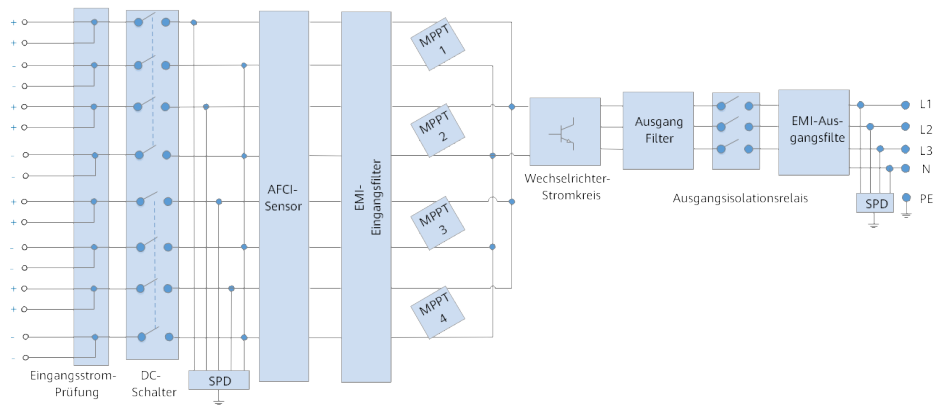 +
+
-
-
+
+
-
-
+
+
-
-
+
+
-
-
Eingangsstrom-
Prüfung
DC-
Schalter
SPD
AFCI-
Sensor
EMI-
Eingangsfilter
MPPT
1
MPPT
2
MPPT
3
MPPT
4
Wechselrichter-
Stromkreis
Ausgang
Filter
Ausgangsisolationsrelais
EMI-Aus-
gangsfilte
SPD
L1
L2
L3
N
PE